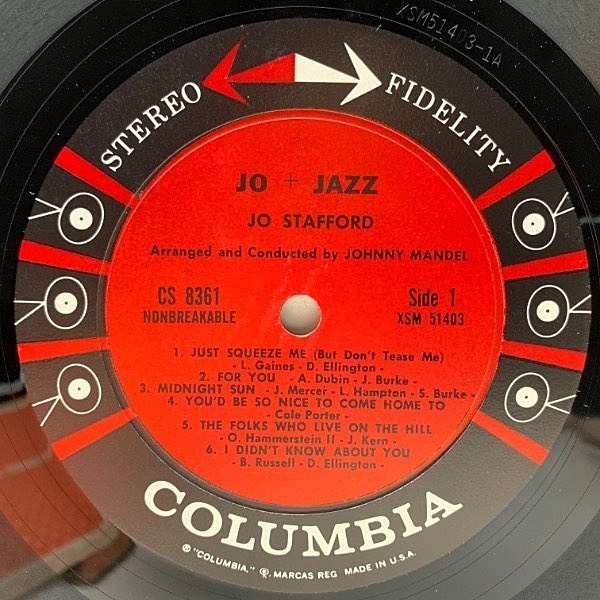 XSM51403-1A
STEREO FIDELITY
JO + JAZZ
JO STAFFORD
Arranged and Conducted by JOHNNY MANDEL
CS 8361
NONBREAKABLE
Side 1
XSM 51403
1. JUST SQUEEZE ME (But Don't Tease Me)
- L. Gaines - D. Ellington -
2. FOR YOU - A. Dubin - J. Burke -
3. MIDNIGHT SUN - J. Mercer - L. Hampton - S. Burke -
4. YOU'D BE SO NICE TO COME HOME TO
- Cole Porter -
5. THE FOLKS WHO LIVE ON THE HILL
- O. Hammerstein II - J. Kern -
6. I DIDN'T KNOW ABOUT YOU
- B. Russell - D. Ellington -
COLUMBIA
® "COLUMBIA," ®. MARCAS REG MADE IN U.S.A.